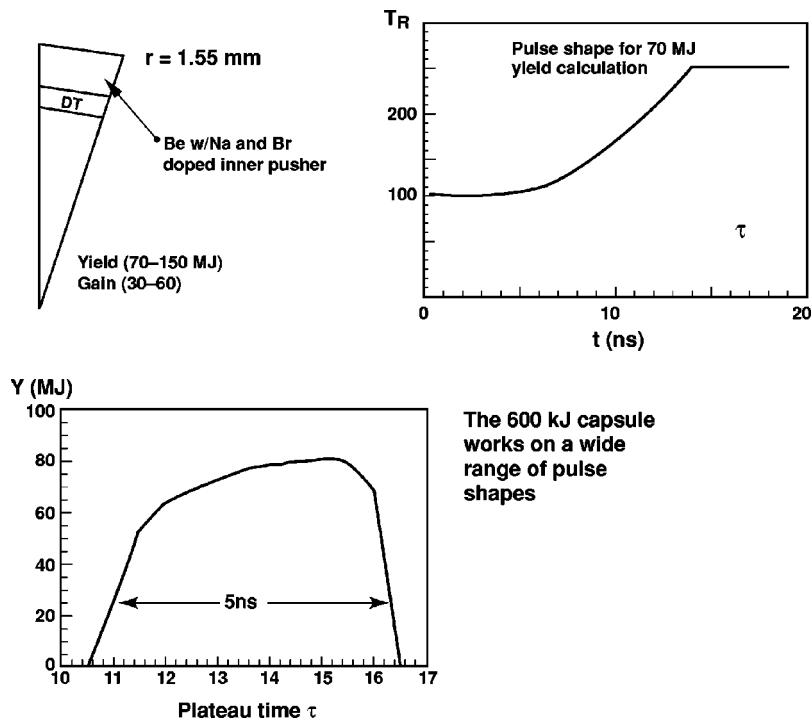 r = 1.55 mm
DT
Be w/Na and Br
doped inner pusher
Yield (70–150 MJ)
Gain (30–60)
T_R
Pulse shape for 70 MJ
yield calculation
200
100
τ
0
10
20
t (ns)
Y (MJ)
100
80
60
40
20
0
5ns
10 11 12 13 14 15 16 17
Plateau time τ
The 600 kJ capsule
works on a wide
range of pulse
shapes